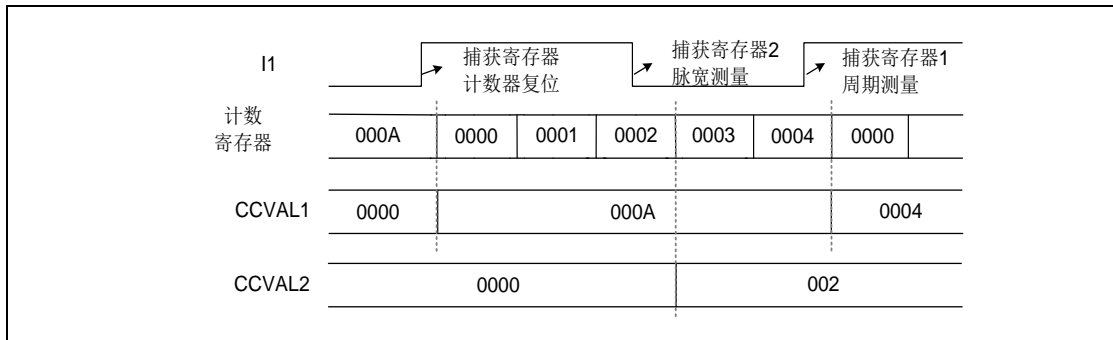 I1
捕获寄存器
计数器复位
捕获寄存器2
脉宽测量
捕获寄存器1
周期测量
计数
寄存器
000A 0000 0001 0002 0003 0004 0000
CCVAL1 0000 000A 0004
CCVAL2 0000 002